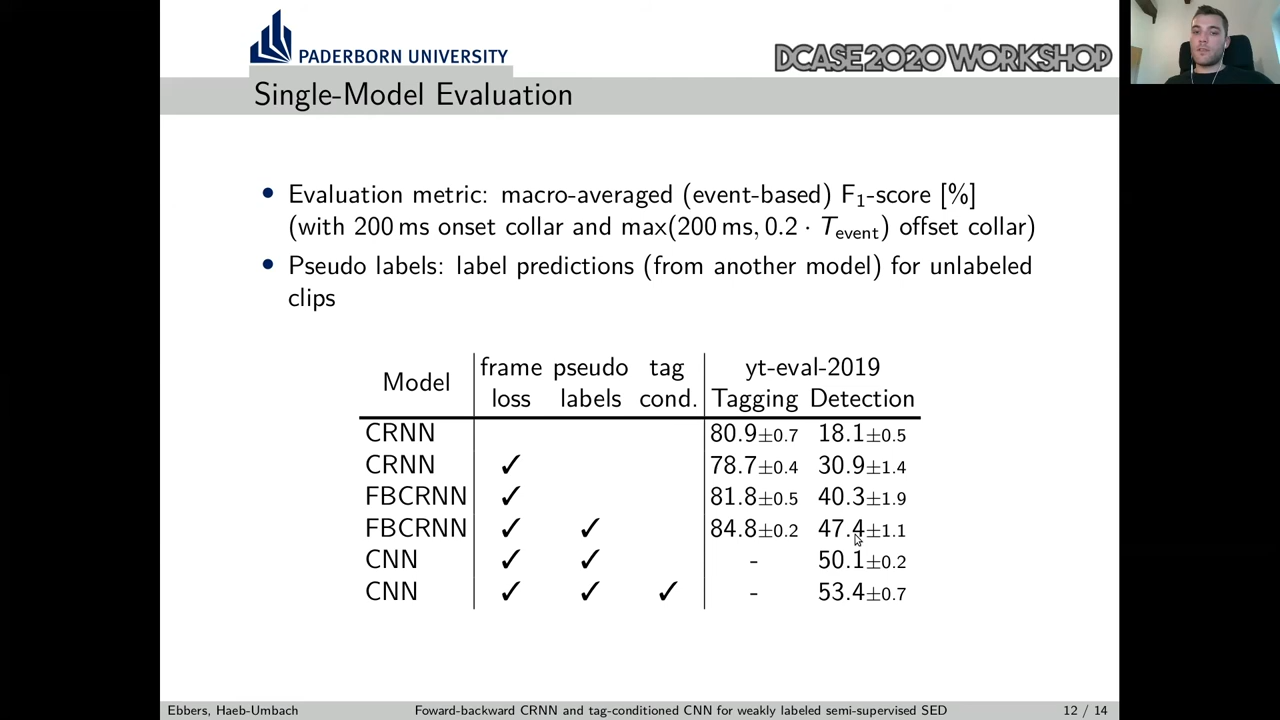 PADERBORN UNIVERSITY
DCASE2020 WORKSHOP
Single-Model Evaluation
• Evaluation metric: macro-averaged (event-based) F₁-score [%]
(with 200 ms onset collar and max(200 ms, 0.2 · T_event) offset collar)
• Pseudo labels: label predictions (from another model) for unlabeled
clips
Model frame loss pseudo labels tag cond. yt-eval-2019
Tagging Detection
CRNN 80.9±0.7 18.1±0.5
CRNN ✓ 78.7±0.4 30.9±1.4
FBCRNN ✓ 81.8±0.5 40.3±1.9
FBCRNN ✓ ✓ 84.8±0.2 47.4±1.1
CNN ✓ ✓ - 50.1±0.2
CNN ✓ ✓ ✓ - 53.4±0.7
Ebbers, Haeb-Umbach Foward-backward CRNN and tag-conditioned CNN for weakly labeled semi-supervised SED 12 / 14